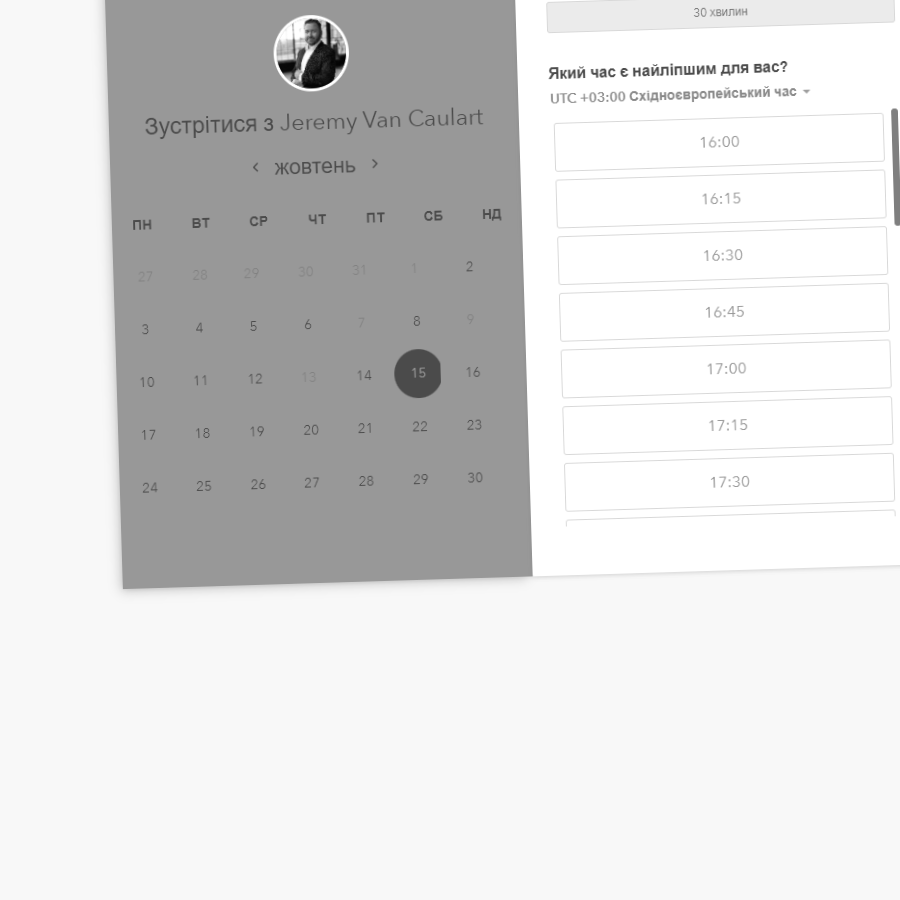 Зустрітися з Jeremy Van Caulart
жовтень
ПН ВТ СР ЧТ ПТ СБ НД
27 28 29 30 31 1 2
3 4 5 6 7 8 9
10 11 12 13 14 15 16
17 18 19 20 21 22 23
24 25 26 27 28 29 30
30 хвилин
Який час є найліпшим для вас?
UTC +03:00 Східноєвропейський час
16:00
16:15
16:30
16:45
17:00
17:15
17:30